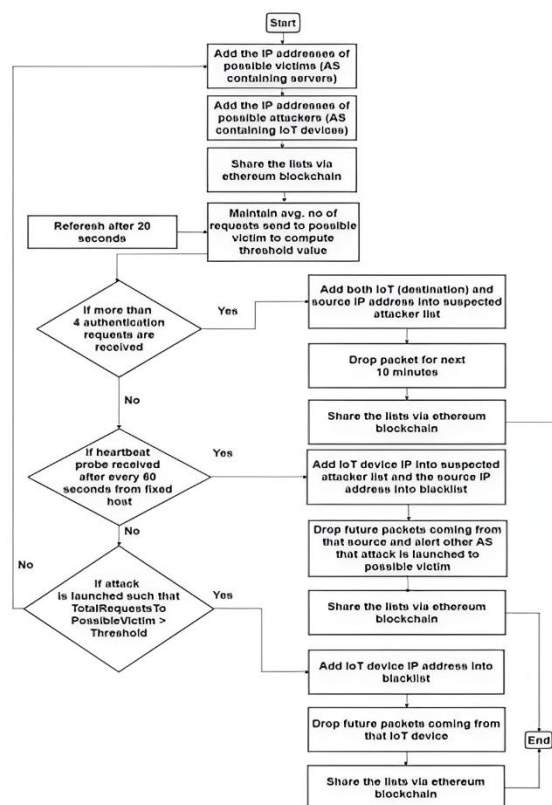 Start
Add the IP addresses of
possible victims (AS
containing servers)
Add the IP addresses of
possible attackers (AS
containing IoT devices)
Share the lists via
ethereum blockchain
Referesh after 20
seconds
Maintain avg. no of
requests send to possible
victim to compute
threshold value
If more than
4 authentication
requests are
received
Yes
Add both IoT (destination) and
source IP address into suspected
attacker list
Drop packet for next
10 minutes
No
Share the lists via ethereum
blockchain
If heartbeat
probe received
after every 60
seconds from fixed
host
Yes
Add IoT device IP into suspected
attacker list and the source IP
address into blacklist
Drop future packets coming from
that source and alert other AS
that attack is launched to
possible victim
No
No
If attack
is launched such that
TotalRequestsTo
PossibleVictim >
Threshold
Yes
Share the lists via ethereum
blockchain
Add IoT device IP address into
blacklist
Drop future packets coming from
that IoT device
End
Share the lists via ethereum
blockchain